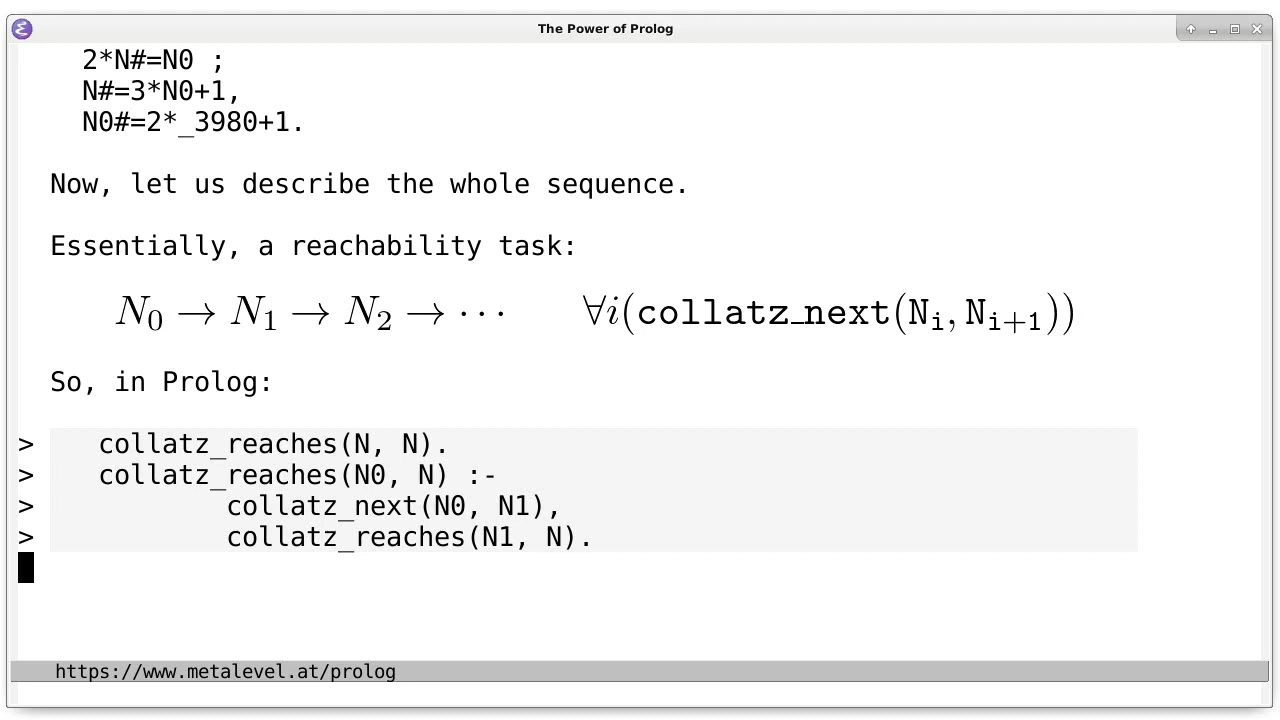 The Power of Prolog
2*N#=N0 ;
N#=3*N0+1,
N0#=2*_3980+1.
Now, let us describe the whole sequence.
Essentially, a reachability task:
N₀ → N₁ → N₂ → ⋯ ∀i(collatz_next(Nᵢ, Nᵢ₊₁))
So, in Prolog:
> collatz_reaches(N, N).
> collatz_reaches(N0, N) :-
> collatz_next(N0, N1),
> collatz_reaches(N1, N).
https://www.metalevel.at/prolog